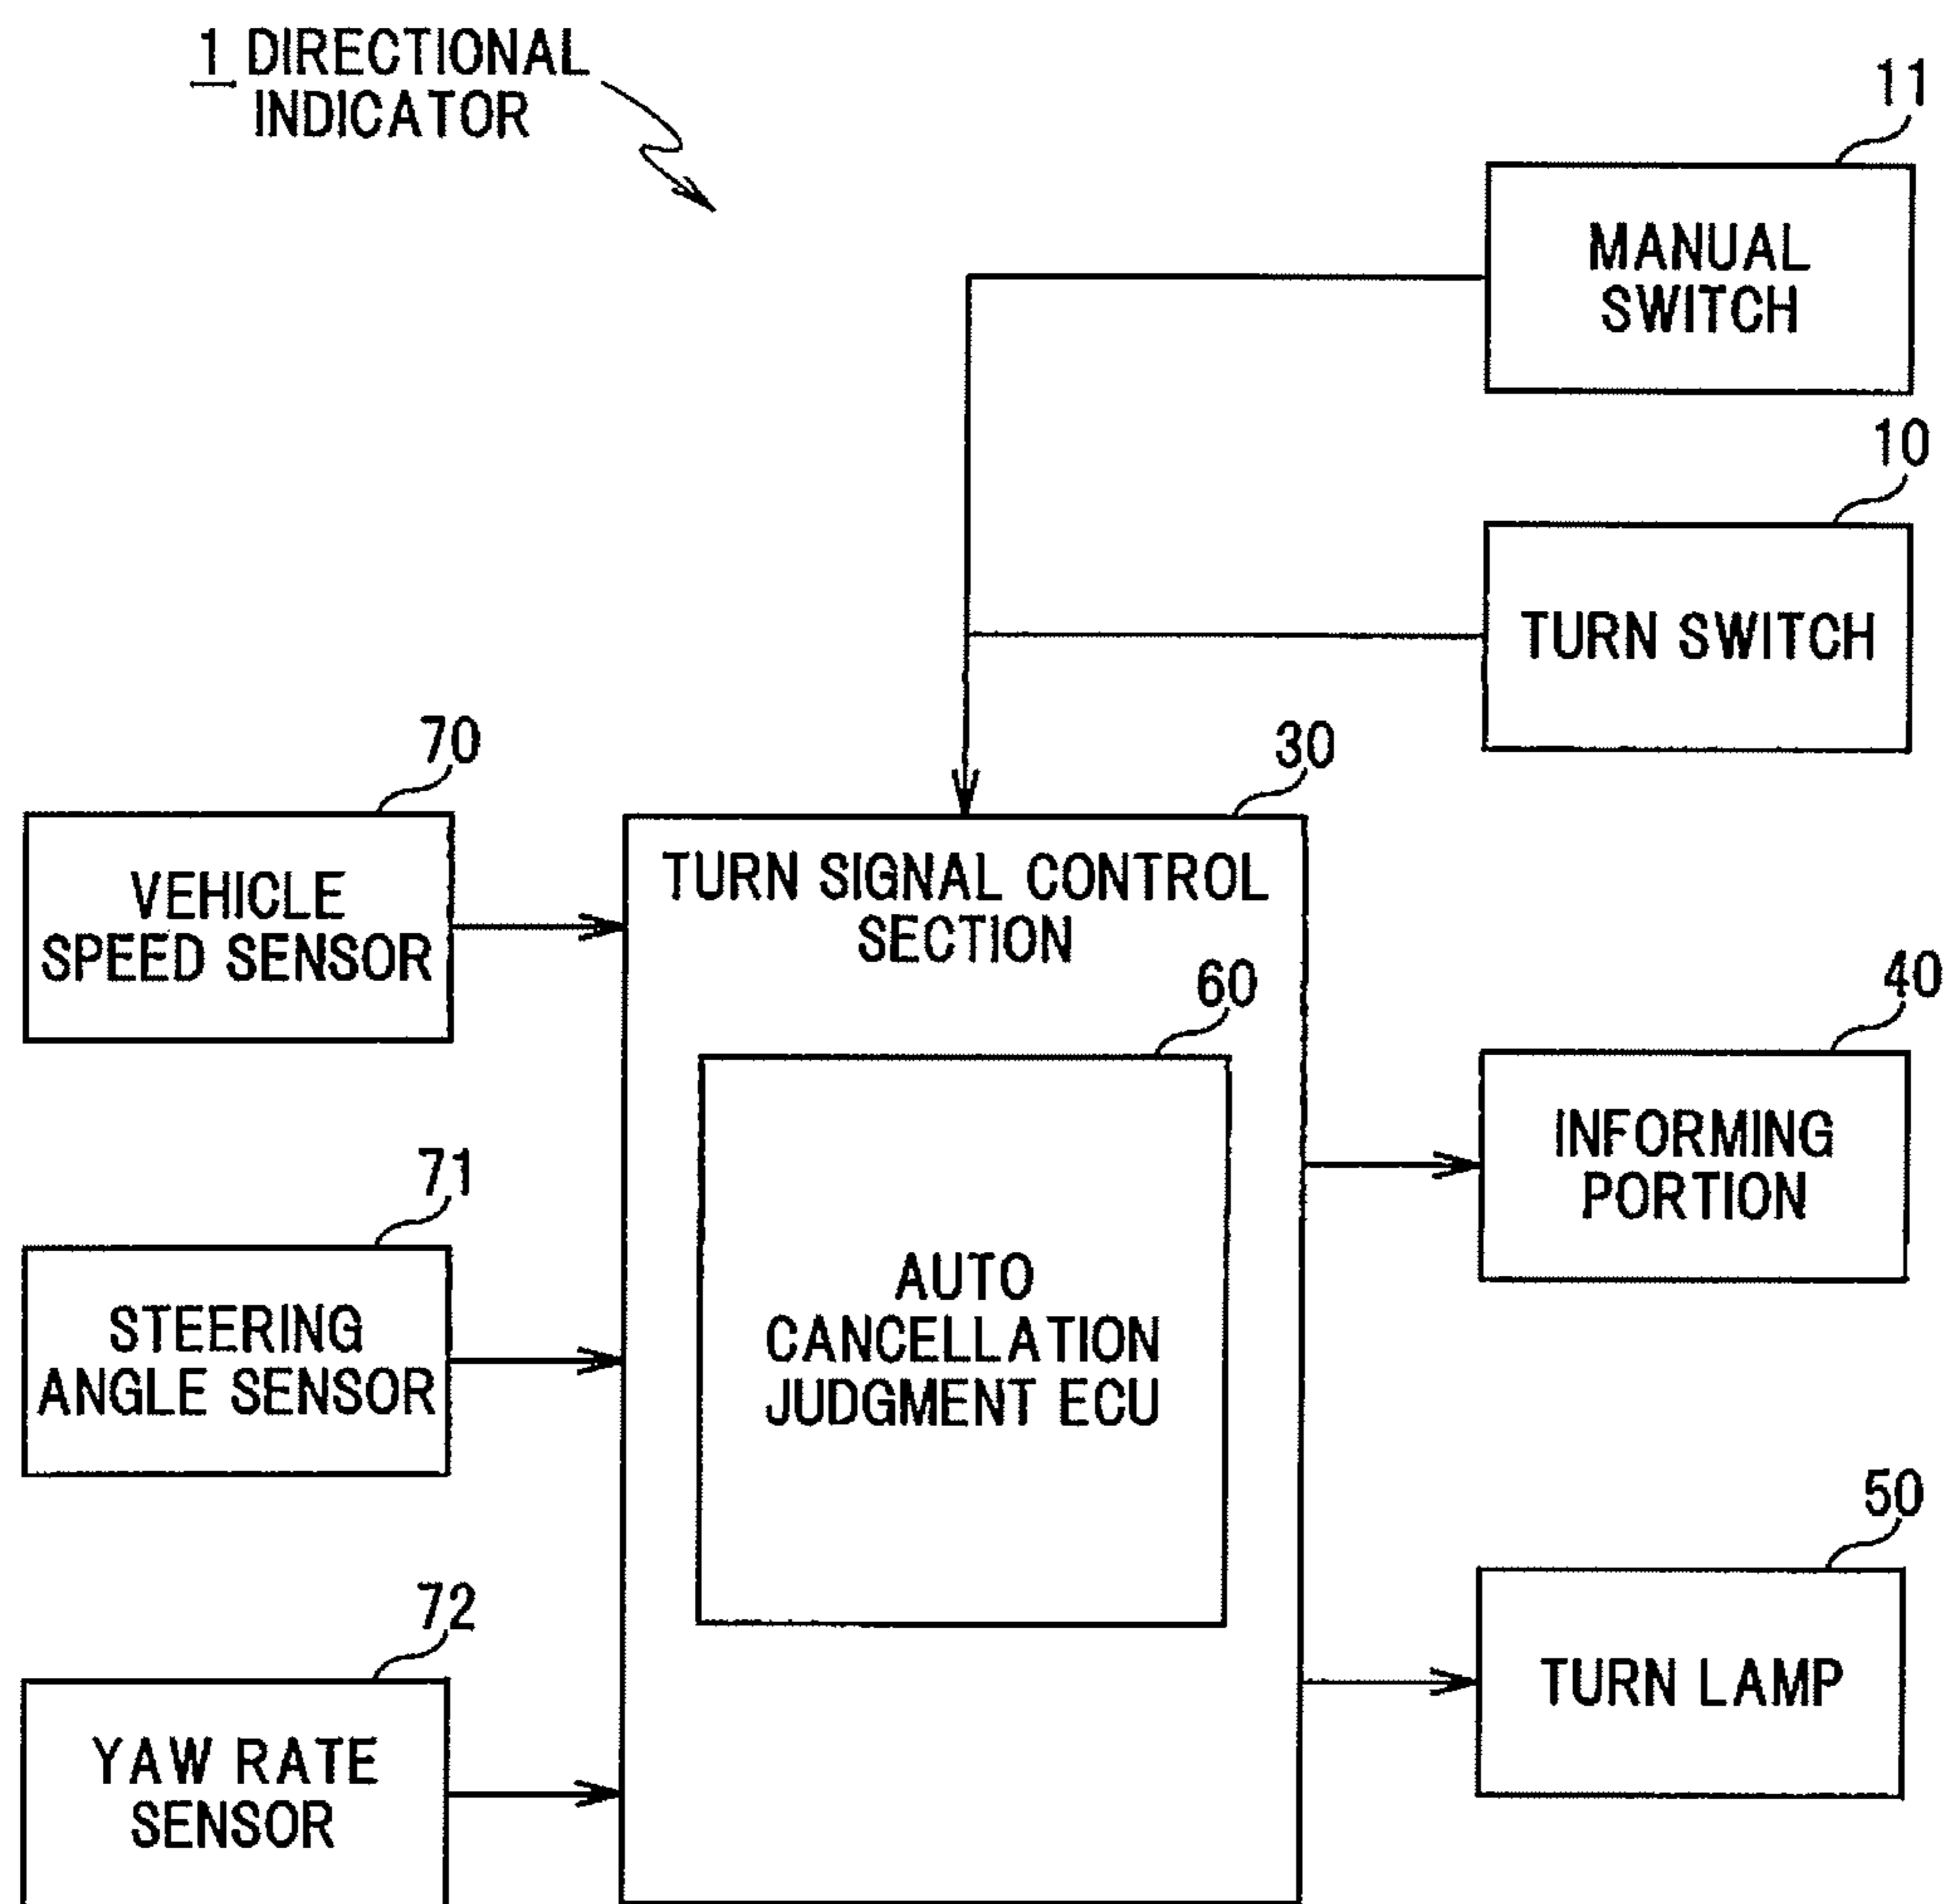 1 DIRECTIONAL
INDICATOR
11
MANUAL
SWITCH
10
TURN SWITCH
70
VEHICLE
SPEED SENSOR
30
TURN SIGNAL CONTROL
SECTION
60
AUTO
CANCELLATION
JUDGMENT ECU
40
INFORMING
PORTION
71
STEERING
ANGLE SENSOR
50
TURN LAMP
72
YAW RATE
SENSOR